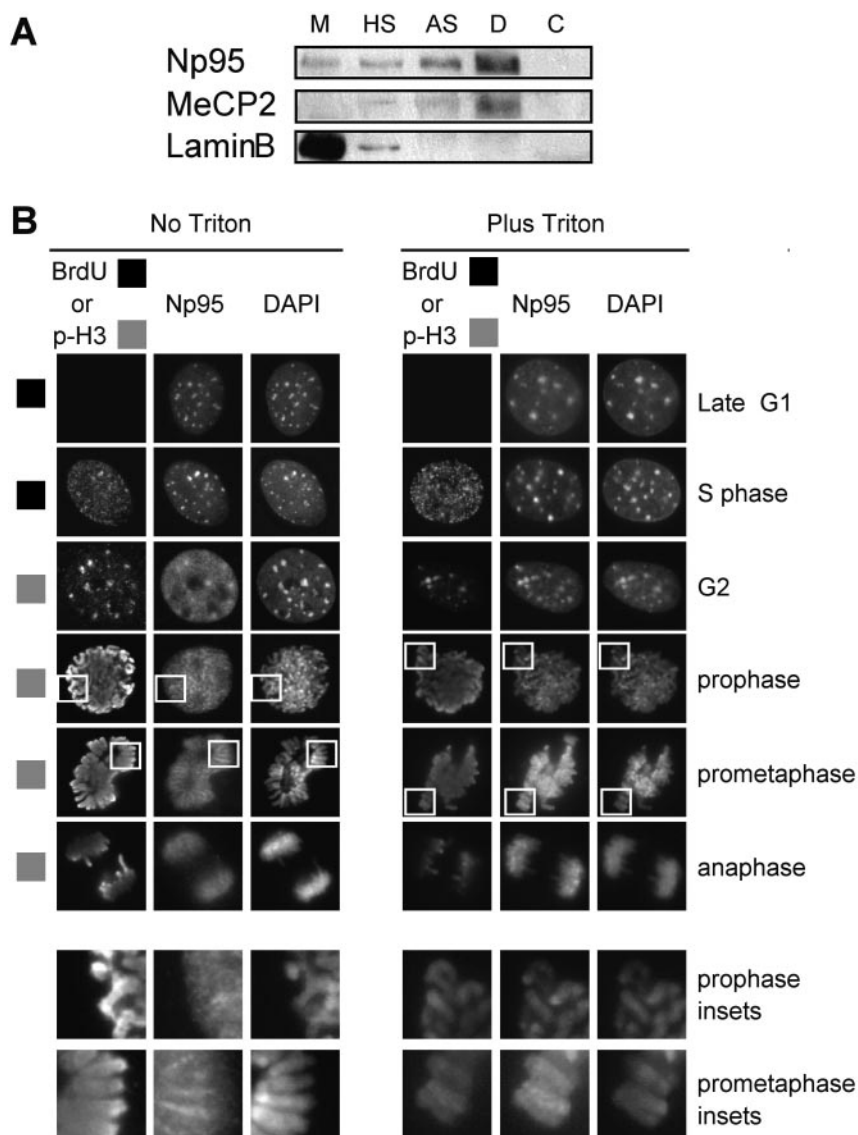 A
M HS AS D C
Np95
MeCP2
LaminB
B
No Triton Plus Triton
BrdU
or
p-H3
Np95 DAPI
BrdU
or
p-H3
Np95 DAPI
Late G1
S phase
G2
prophase
prometaphase
anaphase
prophase
insets
prometaphase
insets